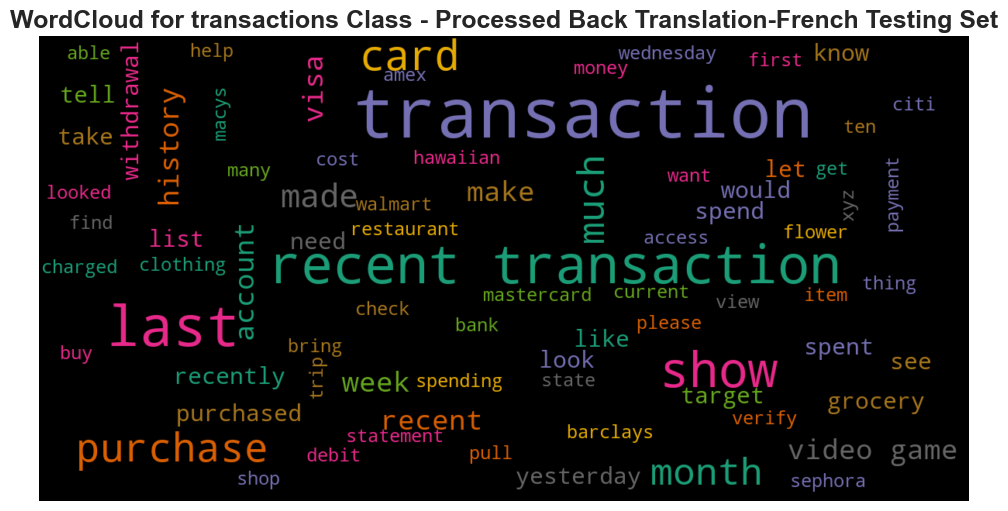 WordCloud for transactions Class - Processed Back Translation-French Testing Set
able
help
card
wednesday
first
know
amex
money
tell
withdrawal
history
macys
visa
transaction
citi
take
ten
many
cost
hawaiian
much
want
let
get
looked
made
walmart
make
would
spend
xyz
payment
find
list
need
restaurant
access
flower
charged
clothing
account
recent transaction
thing
mastercard
current
view
item
last
check
bank
please
buy
bring
like
spent
recently
trip
week
spending
look
state
show
see
target
purchased
recent
verify
grocery
statement
barclays
purchase
debit
pull
video game
shop
yesterday
month
sephora